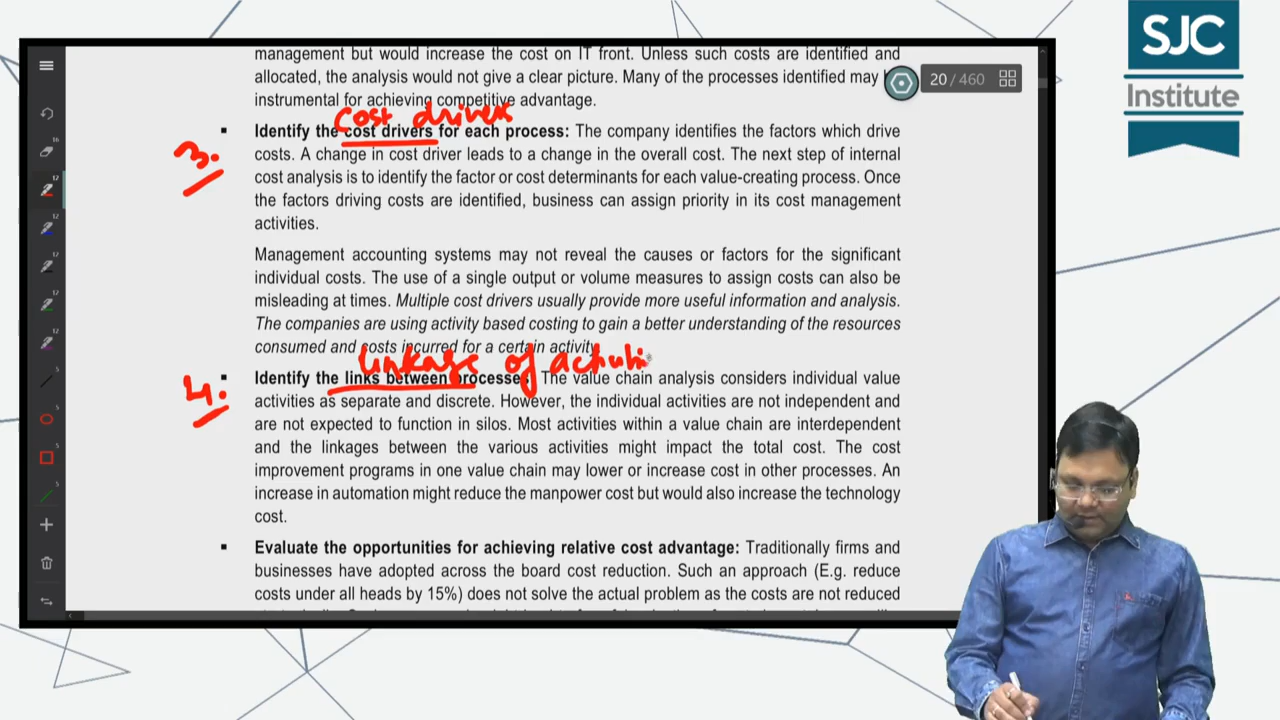 management but would increase the cost on IT front. Unless such costs are identified and
allocated, the analysis would not give a clear picture. Many of the processes identified may
instrumental for achieving competitive advantage.
20 / 460
SJC
Institute
Cost drivers
3.
▪ Identify the cost drivers for each process: The company identifies the factors which drive
costs. A change in cost driver leads to a change in the overall cost. The next step of internal
cost analysis is to identify the factor or cost determinants for each value-creating process. Once
the factors driving costs are identified, business can assign priority in its cost management
activities.
Management accounting systems may not reveal the causes or factors for the significant
individual costs. The use of a single output or volume measures to assign costs can also be
misleading at times. Multiple cost drivers usually provide more useful information and analysis.
The companies are using activity based costing to gain a better understanding of the resources
consumed and costs incurred for a certain activity.
linkage of
4.
▪ Identify the links between processes: The value chain analysis considers individual value
activities as separate and discrete. However, the individual activities are not independent and
are not expected to function in silos. Most activities within a value chain are interdependent
and the linkages between the various activities might impact the total cost. The cost
improvement programs in one value chain may lower or increase cost in other processes. An
increase in automation might reduce the manpower cost but would also increase the technology
cost.
▪ Evaluate the opportunities for achieving relative cost advantage: Traditionally firms and
businesses have adopted across the board cost reduction. Such an approach (E.g. reduce
costs under all heads by 15%) does not solve the actual problem as the costs are not reduced